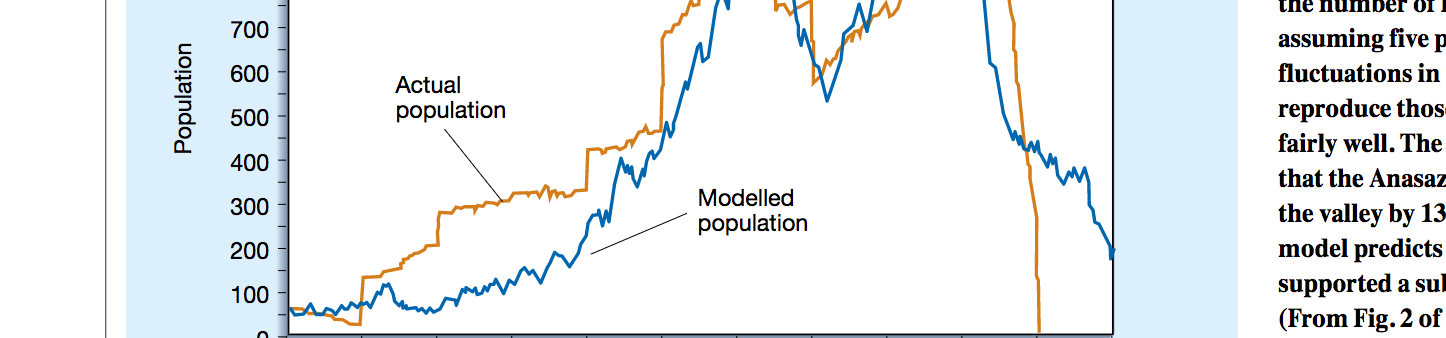 Population
700
600
500
400
300
200
100
0
Actual
population
Modelled
population
the number of
assuming five p
fluctuations in
reproduce thos
fairly well. The
that the Anasaz
the valley by 13
model predicts
supported a sul
(From Fig. 2 of